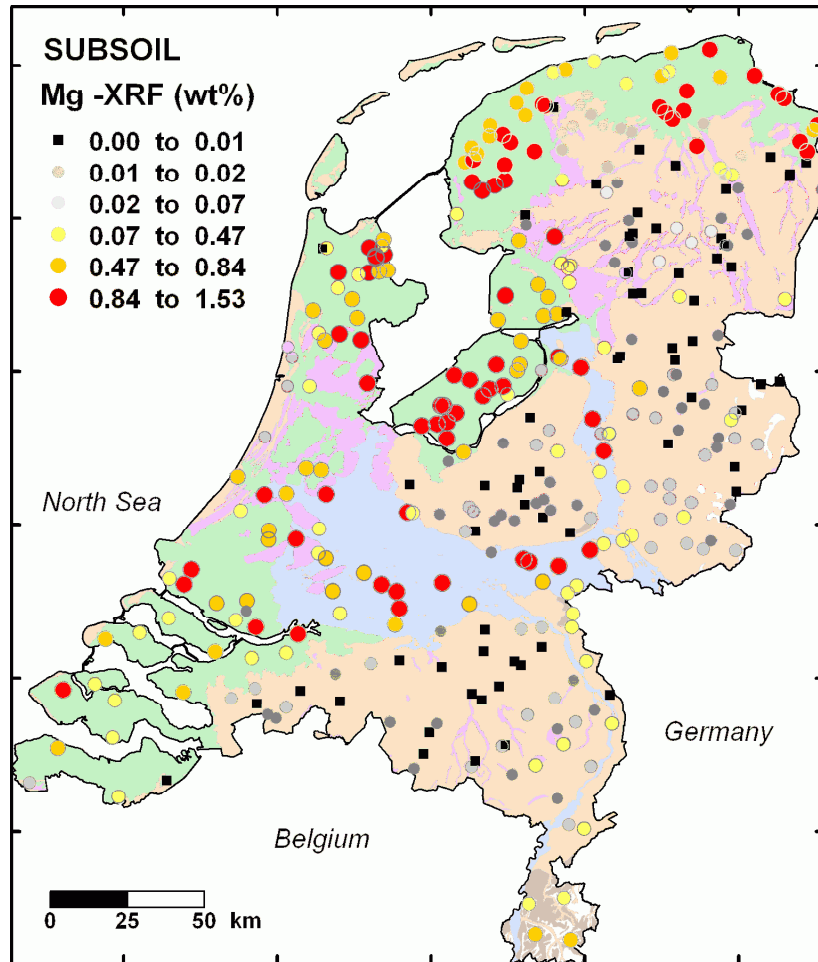 SUBSOIL
Mg -XRF (wt%)
0.00 to 0.01
0.01 to 0.02
0.02 to 0.07
0.07 to 0.47
0.47 to 0.84
0.84 to 1.53
North Sea
Germany
Belgium
0 25 50 km